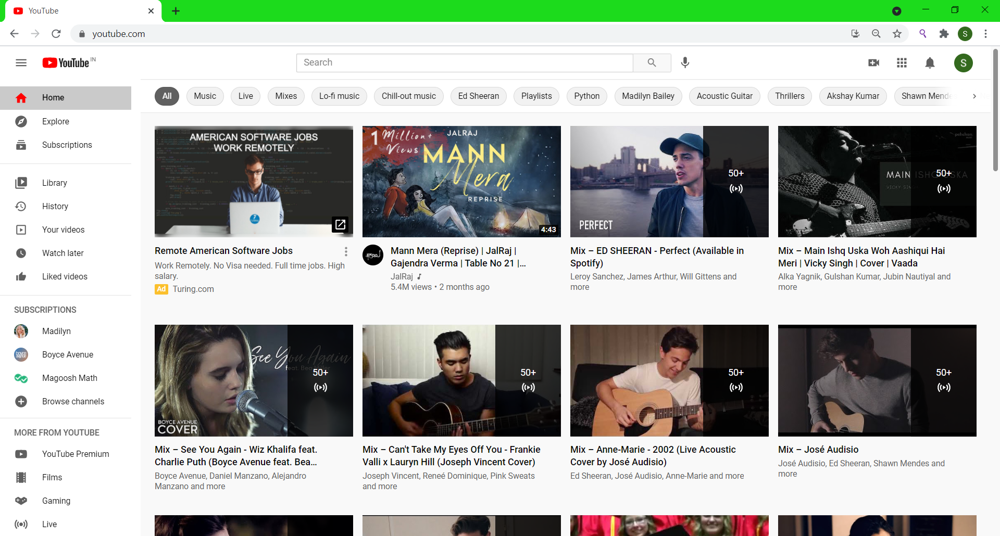 YouTube
youtube.com
S
YouTube IN
Search
S
Home
Explore
Subscriptions
Library
History
Your videos
Watch later
Liked videos
SUBSCRIPTIONS
Madilyn
Boyce Avenue
Magoosh Math
Browse channels
MORE FROM YOUTUBE
YouTube Premium
Films
Gaming
Live
All
Music
Live
Mixes
Lo-fi music
Chill-out music
Ed Sheeran
Playlists
Python
Madilyn Bailey
Acoustic Guitar
Thrillers
Akshay Kumar
Shawn Mende
AMERICAN SOFTWARE JOBS
WORK REMOTELY
Remote American Software Jobs
Work Remotely. No Visa needed. Full time jobs. High
salary.
Ad Turing.com
1 Million+
Views
JALRAJ
MANN
Mera
REPRISE
4:43
Mann Mera (Reprise) | JalRaj |
Gajendra Verma | Table No 21 |...
JalRaj
5.4M views • 2 months ago
PERFECT
50+
Mix – ED SHEERAN - Perfect (Available in
Spotify)
Leroy Sanchez, James Arthur, Will Gittens and
more
pehchan
MAIN ISHQ USKA
50+
Mix – Main Ishq Uska Woh Aashiqui Hai
Meri | Vicky Singh | Cover | Vaada
Alka Yagnik, Gulshan Kumar, Jubin Nautiyal and
more
See You Again
feat. Bea Miller
50+
BOYCE AVENUE
COVER
Mix – See You Again - Wiz Khalifa feat.
Charlie Puth (Boyce Avenue feat. Bea...
Boyce Avenue, Daniel Manzano, Alejandro
Manzano and more
50+
Mix – Can't Take My Eyes Off You - Frankie
Valli x Lauryn Hill (Joseph Vincent Cover)
Joseph Vincent, Reneé Dominique, Pink Sweats
and more
50+
Mix – Anne-Marie - 2002 (Live Acoustic
Cover by José Audisio)
Ed Sheeran, José Audisio, Anne-Marie and more
50+
Mix – José Audisio
José Audisio, Ed Sheeran, Shawn Mendes and
more